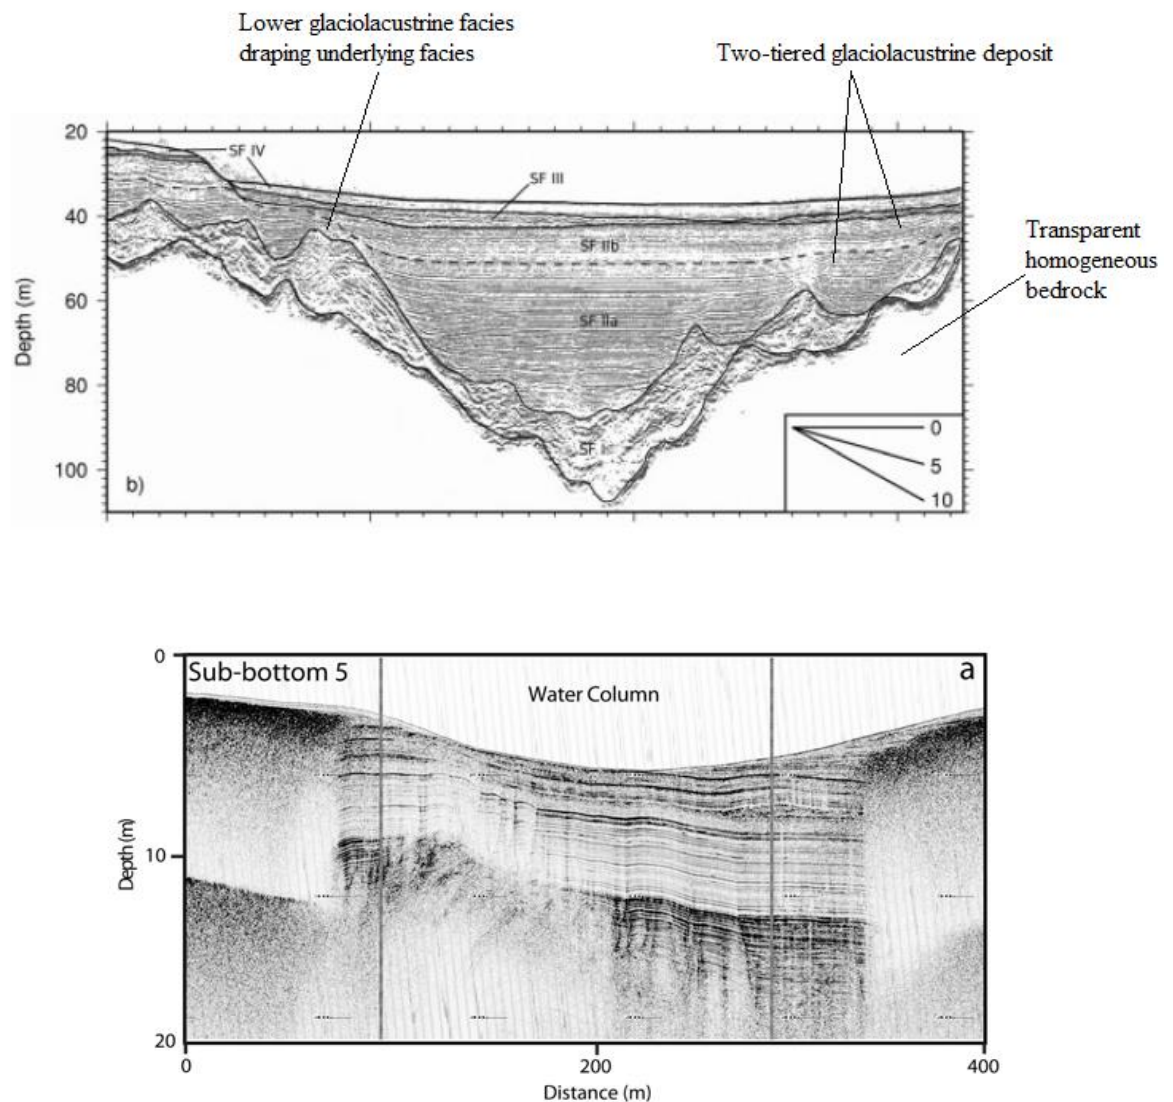 Lower glaciolacustrine facies
draping underlying facies
Two-tiered glaciolacustrine deposit
20
SF IV
SF III
40
SF IIb
Transparent
homogeneous
bedrock
Depth (m)
60
SF IIa
80
0
SF I
5
100
b)
10
0
Sub-bottom 5
a
Water Column
Depth (m)
10
20
0
200
400
Distance (m)